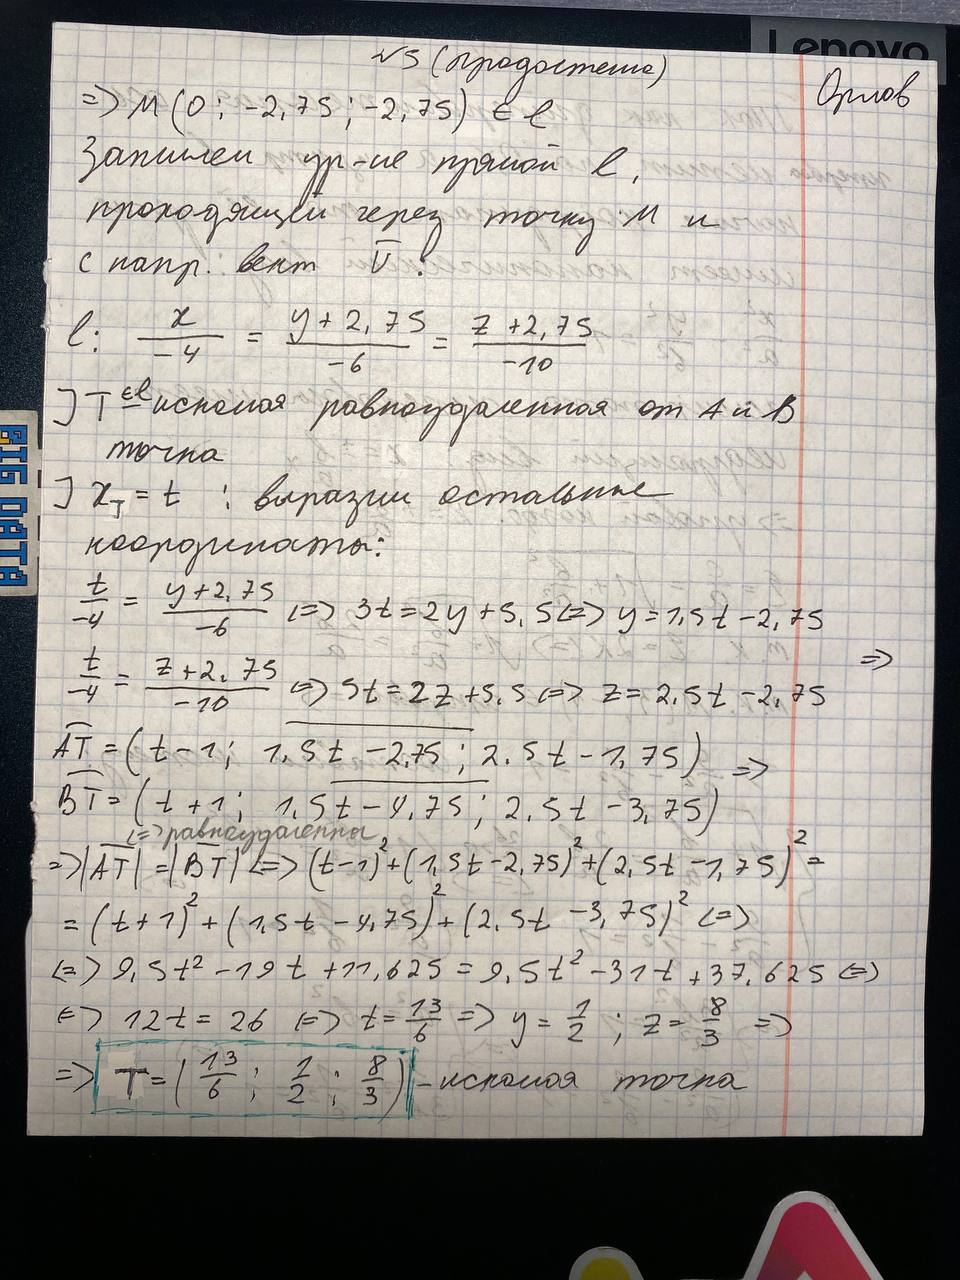 Lenovo
№5 (продолжение)
Орлов
=> M(0; -2,75; -2,75) ∈ l
Запишем ур-ие прямой l,
проходящей через точку M и
с напр. вект v̄:
l: x/-4 = (y+2,75)/-6 = (z+2,75)/-10
] T ∈ l – искомая равноудаленная от A и B
точка
] x_T = t : выразим остальные
координаты:
t/-4 = (y+2,75)/-6 <=> 3t=2y+5,5 <=> y=1,5t-2,75
=>
t/-4 = (z+2,75)/-10 <=> 5t=2z+5,5 <=> z=2,5t-2,75
AT = (t-1; 1,5t-2,75; 2,5t-1,75) =>
BT = (t+1; 1,5t-4,75; 2,5t-3,75)
<=> равноудаленны
=> |AT| = |BT| <=> (t-1)²+(1,5t-2,75)²+(2,5t-1,75)² =
= (t+1)²+(1,5t-4,75)²+(2,5t-3,75)² <=>
<=> 9,5t²-19t+11,625 = 9,5t²-31t+37,625 <=>
<=> 12t=26 <=> t=13/6 => y=1/2; z=8/3 =>
=> T = (13/6; 1/2; 8/3) – искомая точка
BIG DATA